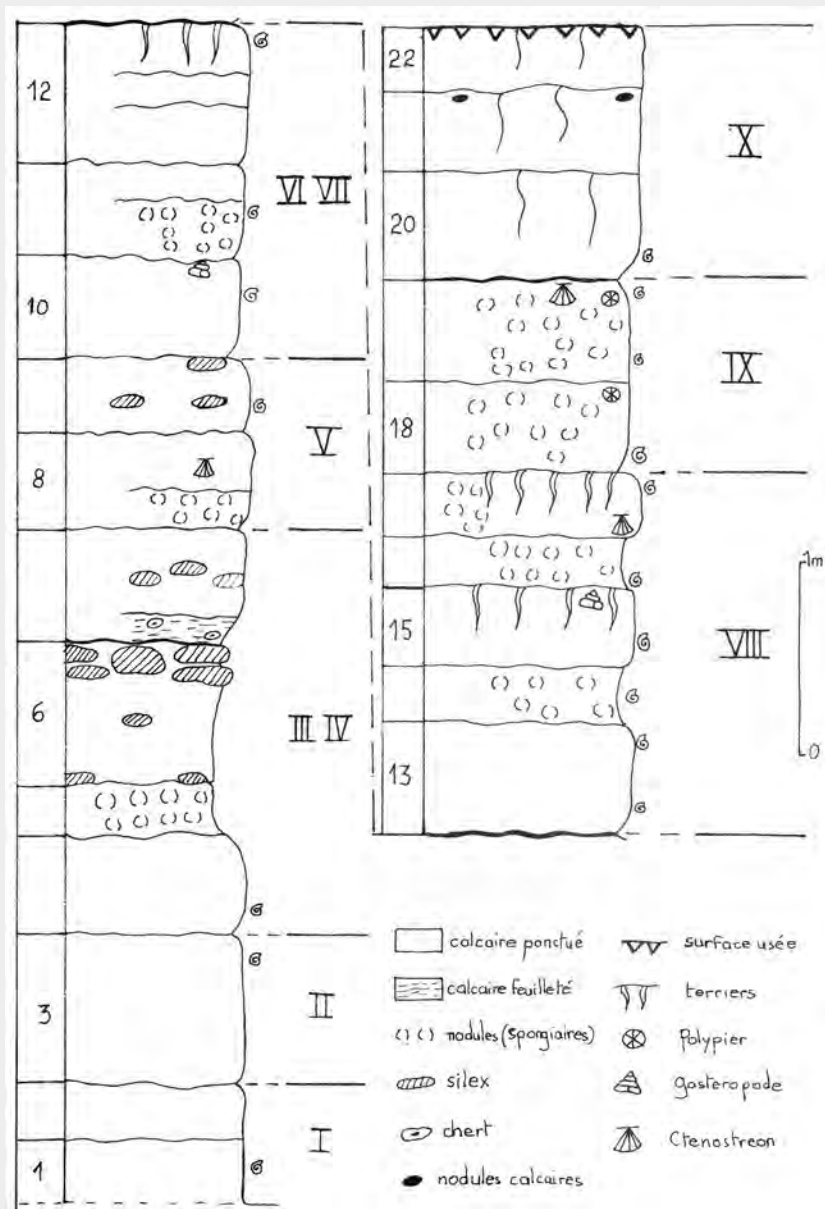 12
VI VII
10
V
8
6
III IV
3
II
I
1
22
X
20
IX
18
15
VIII
13
1m
0
calcaire ponctué
calcaire feuilleté
nodules (spongiaires)
silex
chert
nodules calcaires
surface usée
terriers
Polypier
gastéropode
Ctenostreon